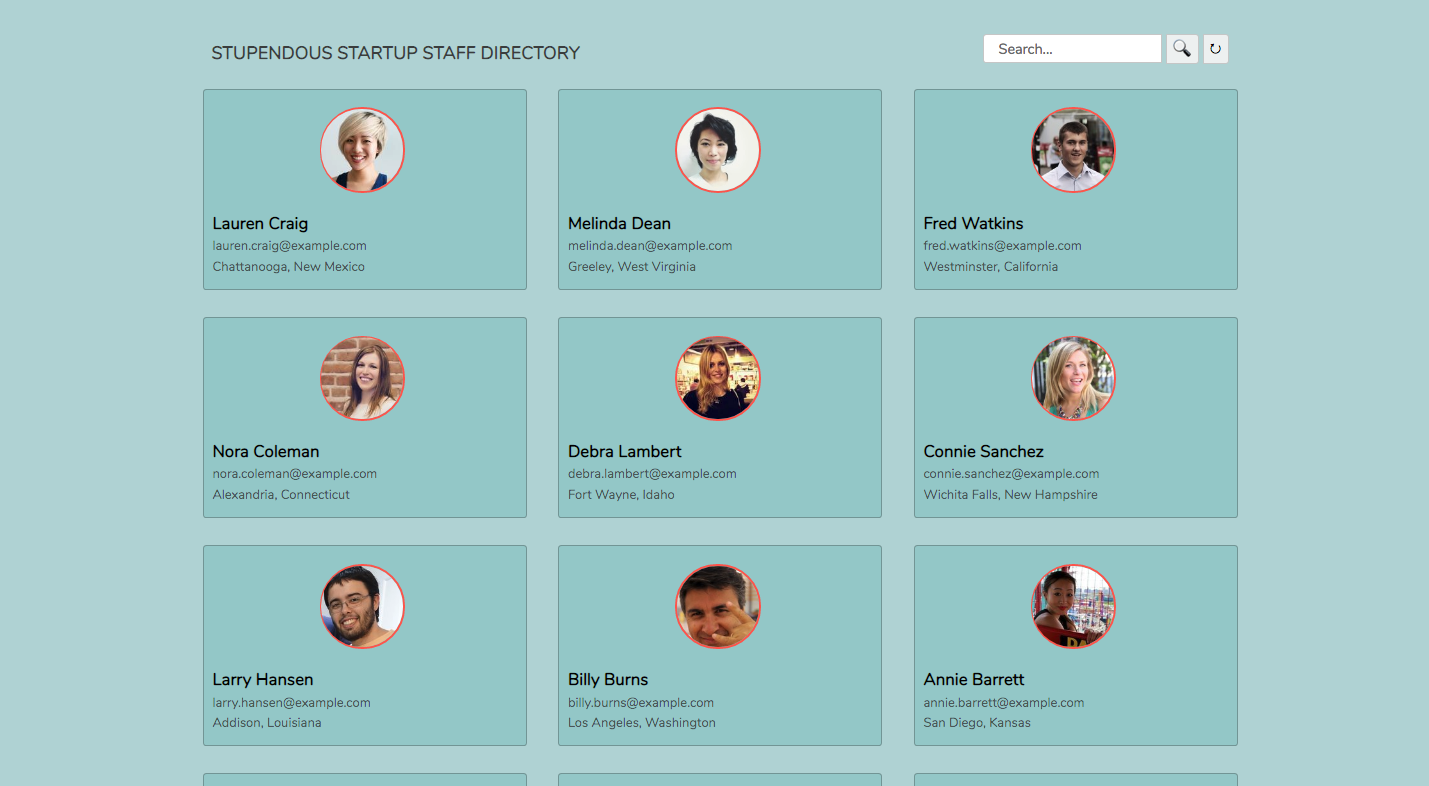 STUPENDOUS STARTUP STAFF DIRECTORY
Search...
Lauren Craig
lauren.craig@example.com
Chattanooga, New Mexico
Melinda Dean
melinda.dean@example.com
Greeley, West Virginia
Fred Watkins
fred.watkins@example.com
Westminster, California
Nora Coleman
nora.coleman@example.com
Alexandria, Connecticut
Debra Lambert
debra.lambert@example.com
Fort Wayne, Idaho
Connie Sanchez
connie.sanchez@example.com
Wichita Falls, New Hampshire
Larry Hansen
larry.hansen@example.com
Addison, Louisiana
Billy Burns
billy.burns@example.com
Los Angeles, Washington
Annie Barrett
annie.barrett@example.com
San Diego, Kansas